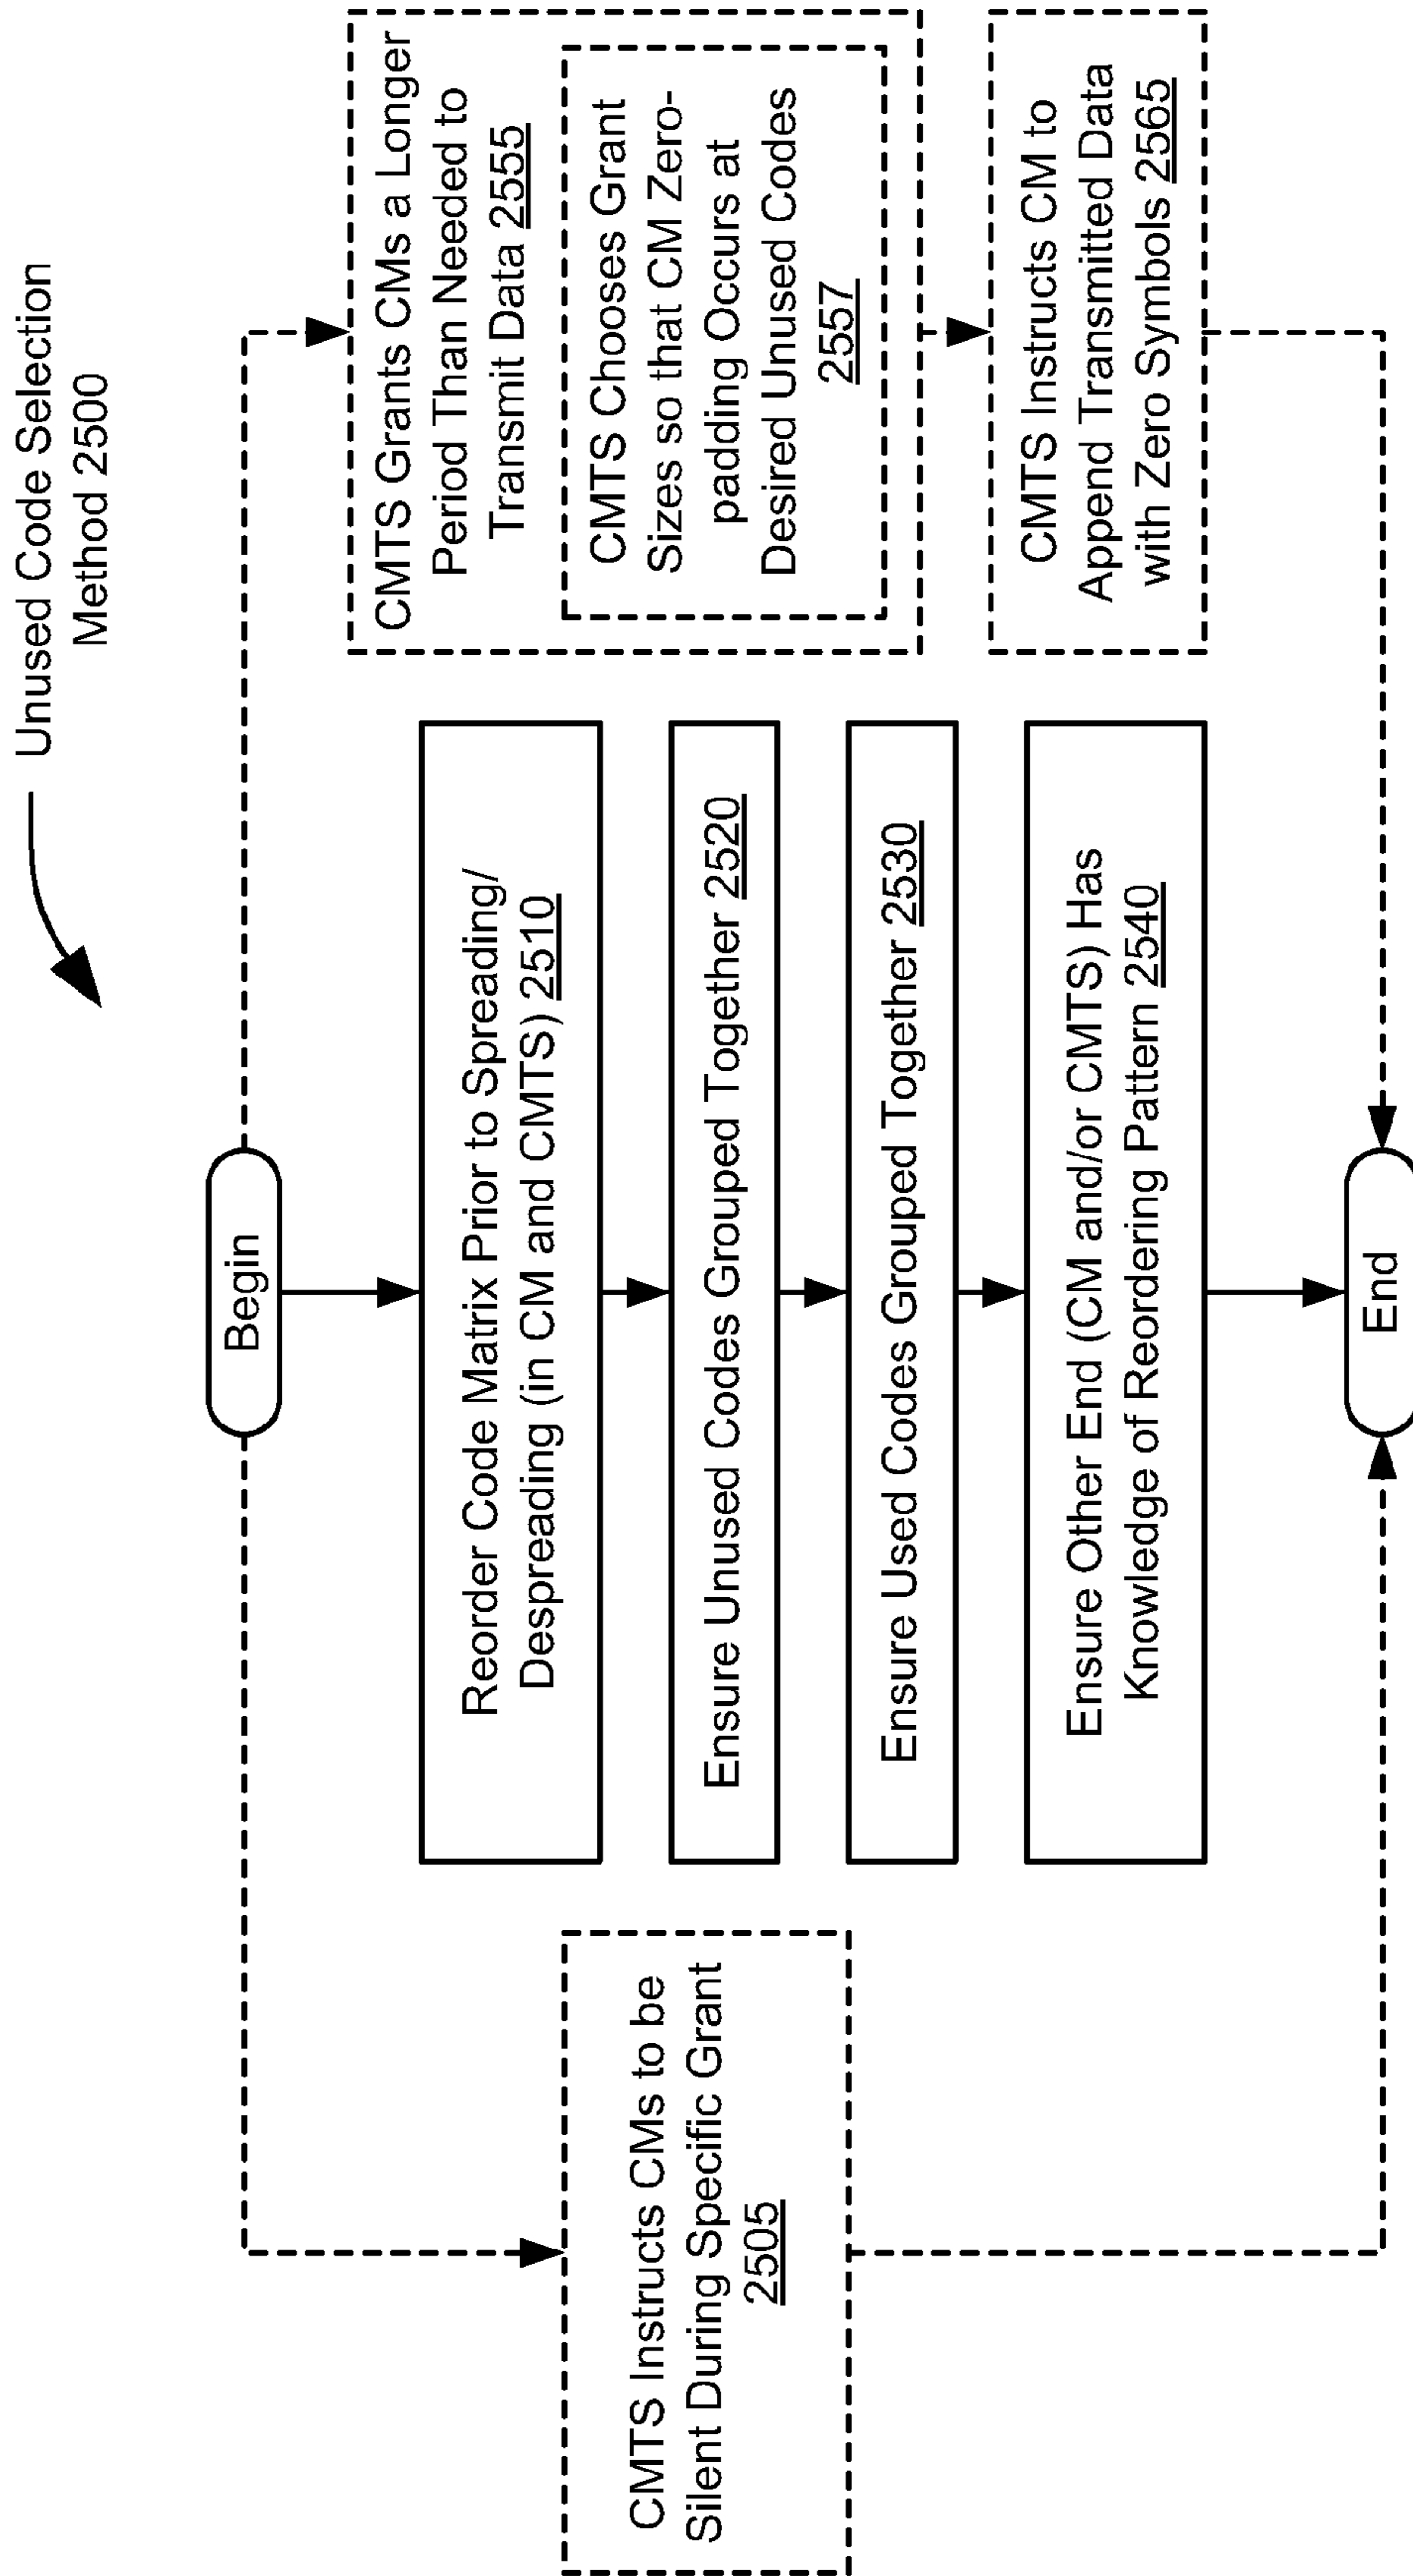 Unused Code Selection
Method 2500
Begin
CMTS Instructs CMs to be
Silent During Specific Grant
2505
Reorder Code Matrix Prior to Spreading/
Despreading (in CM and CMTS) 2510
Ensure Unused Codes Grouped Together 2520
Ensure Used Codes Grouped Together 2530
Ensure Other End (CM and/or CMTS) Has
Knowledge of Reordering Pattern 2540
CMTS Grants CMs a Longer
Period Than Needed to
Transmit Data 2555
CMTS Chooses Grant
Sizes so that CM Zero-
padding Occurs at
Desired Unused Codes
2557
CMTS Instructs CM to
Append Transmitted Data
with Zero Symbols 2565
End